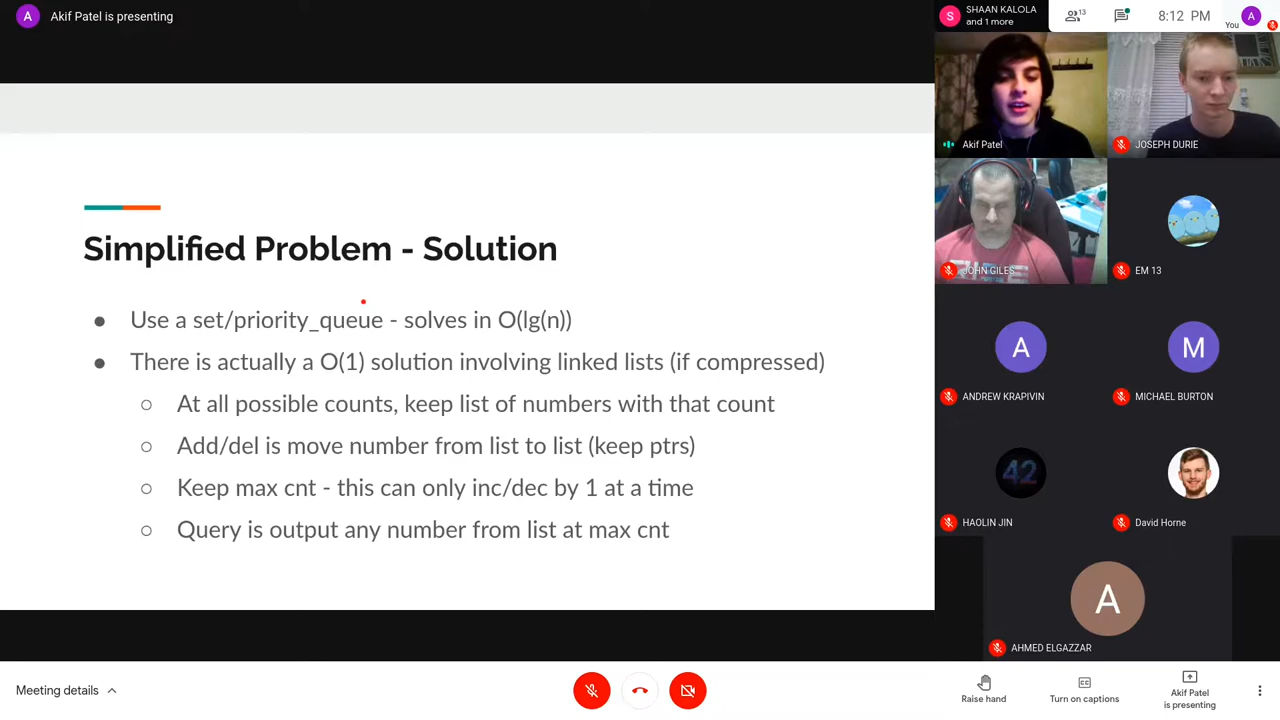 A Akif Patel is presenting
S SHAAN KALOLA
and 1 more
13
8:12 PM
You
A
Simplified Problem - Solution
● Use a set/priority_queue - solves in O(lg(n))
● There is actually a O(1) solution involving linked lists (if compressed)
○ At all possible counts, keep list of numbers with that count
○ Add/del is move number from list to list (keep ptrs)
○ Keep max cnt - this can only inc/dec by 1 at a time
○ Query is output any number from list at max cnt
Akif Patel
JOSEPH DURIE
JOHN GILES
EM 13
A
ANDREW KRAPIVIN
M
MICHAEL BURTON
42
HAOLIN JIN
David Horne
A
AHMED ELGAZZAR
Meeting details
Raise hand
Turn on captions
Akif Patel
is presenting